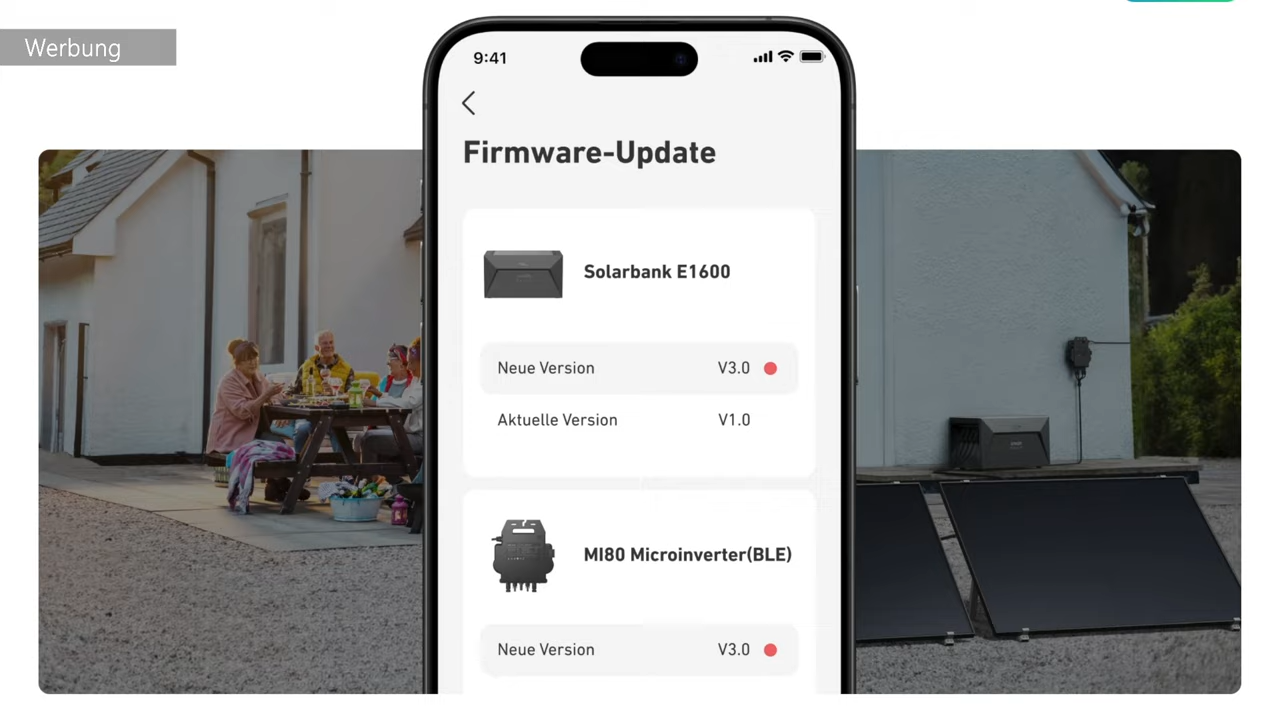 Werbung
9:41
Firmware-Update
Solarbank E1600
Neue Version V3.0
Aktuelle Version V1.0
MI80 Microinverter(BLE)
Neue Version V3.0